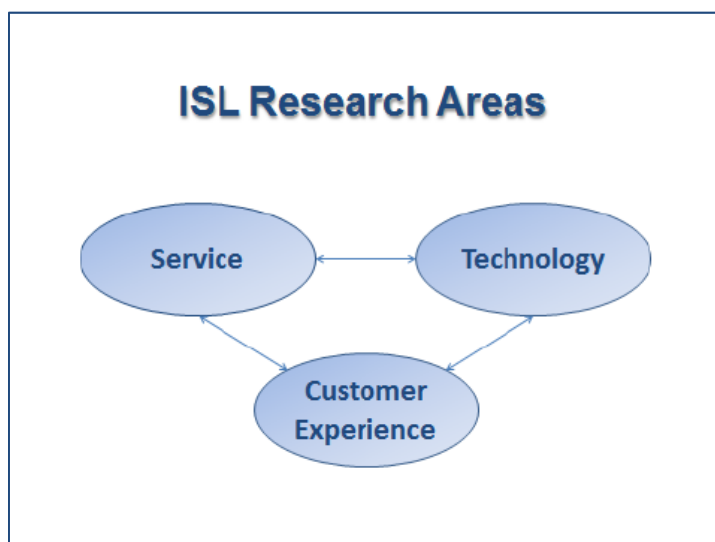 ISL Research Areas
Service
Technology
Customer
Experience